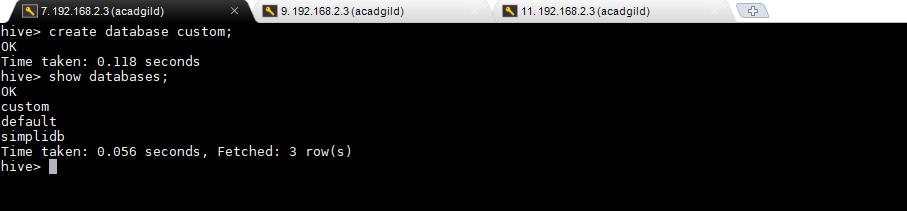 7. 192.168.2.3 (acadgild)
9. 192.168.2.3 (acadgild)
11. 192.168.2.3 (acadgild)
hive> create database custom;
OK
Time taken: 0.118 seconds
hive> show databases;
OK
custom
default
simplidb
Time taken: 0.056 seconds, Fetched: 3 row(s)
hive>